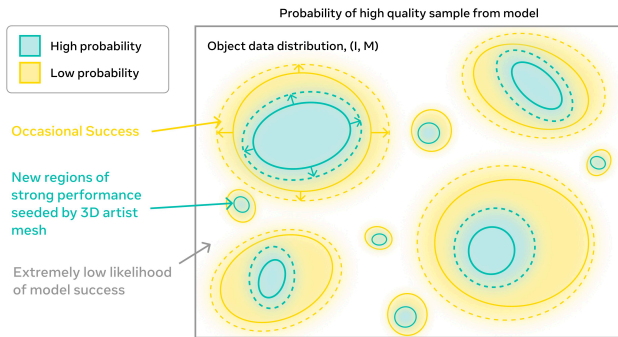 Probability of high quality sample from model
High probability
Low probability
Object data distribution, (I, M)
Occasional Success
New regions of
strong performance
seeded by 3D artist
mesh
Extremely low likelihood
of model success